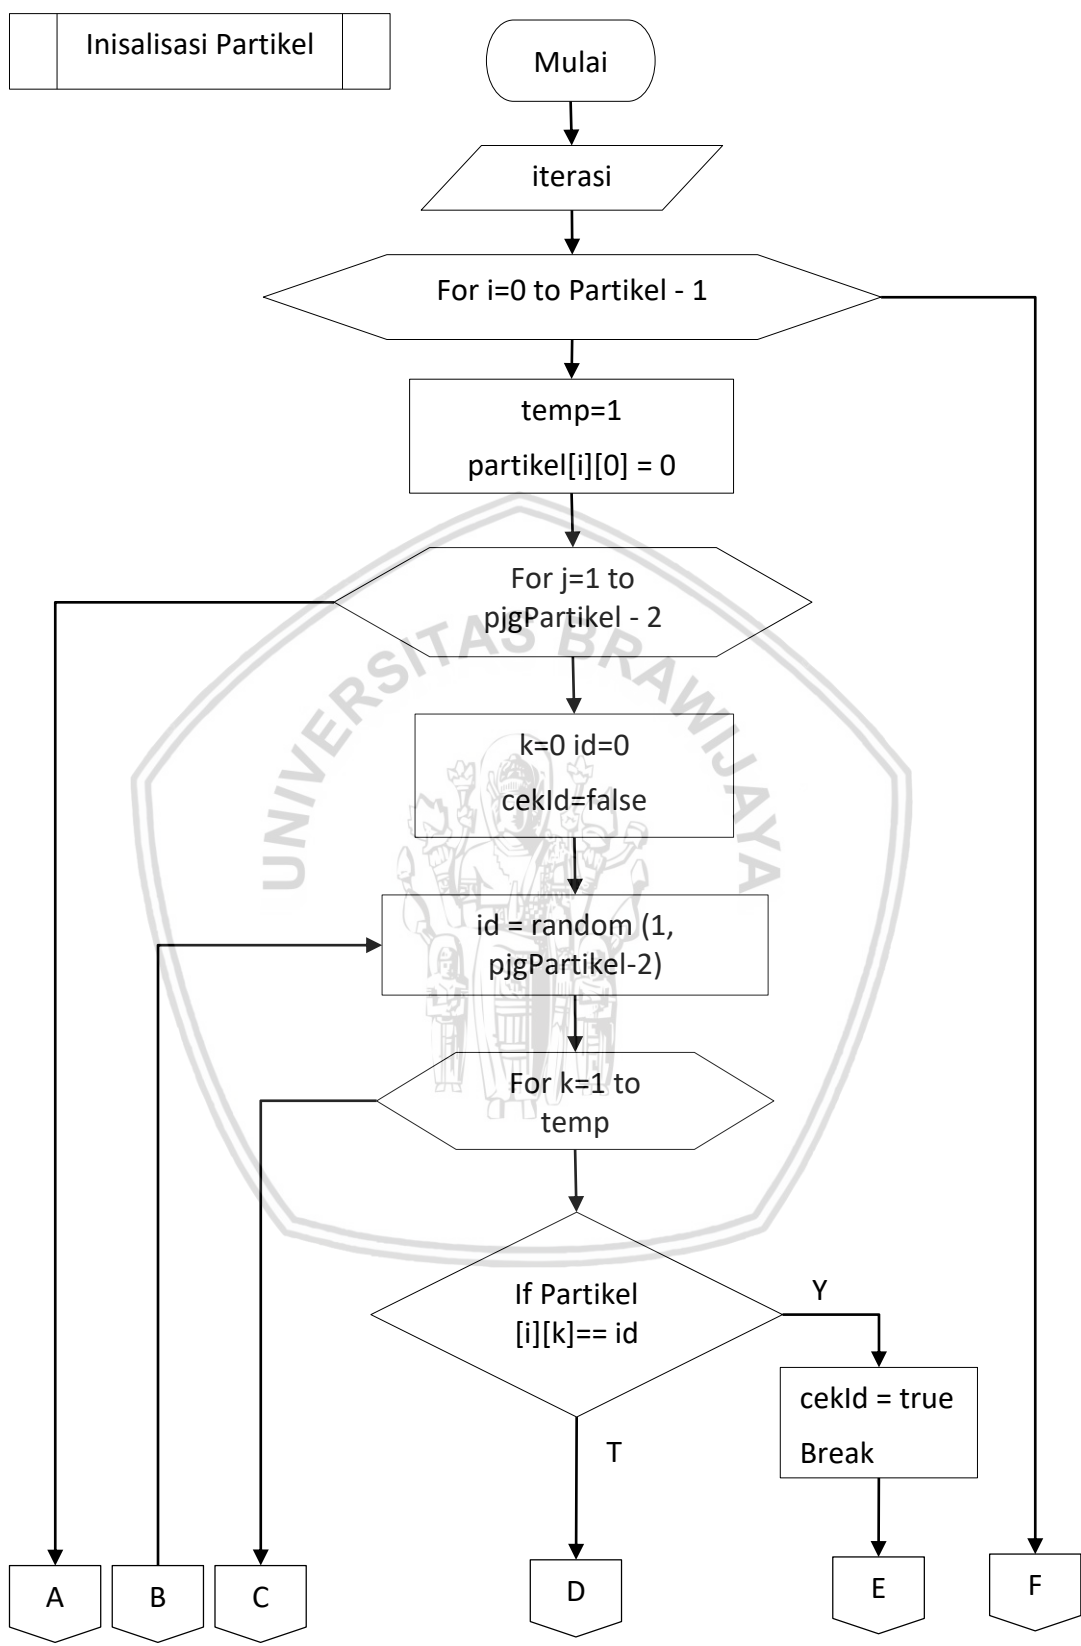 Inisalisasi Partikel
Mulai
iterasi
For i=0 to Partikel - 1
temp=1
partikel[i][0] = 0
For j=1 to
pjgPartikel - 2
UNIVERSITAS BRAWIJAYA
k=0 id=0
cekId=false
id = random (1,
pjgPartikel-2)
For k=1 to
temp
If Partikel
[i][k]== id
Y
cekId = true
Break
T
A
B
C
D
E
F